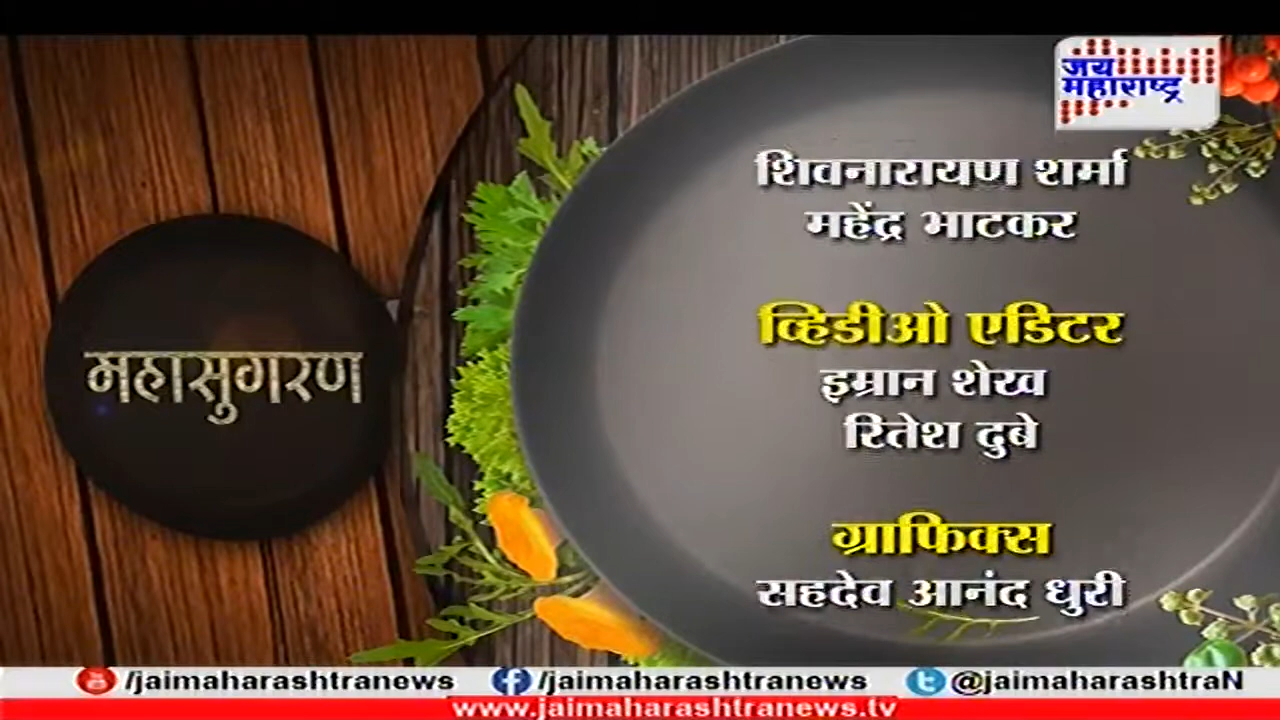 जय
महाराष्ट्र
शिवनारायण शर्मा
महेंद्र भाटकर
व्हिडीओ एडिटर
इम्रान शेख
रितेश दुबे
ग्राफिक्स
सहदेव आनंद धुरी
महासुगरण
/jaimaharashtranews /jaimaharashtranews @jaimaharashtraN
www.jaimaharashtranews.tv